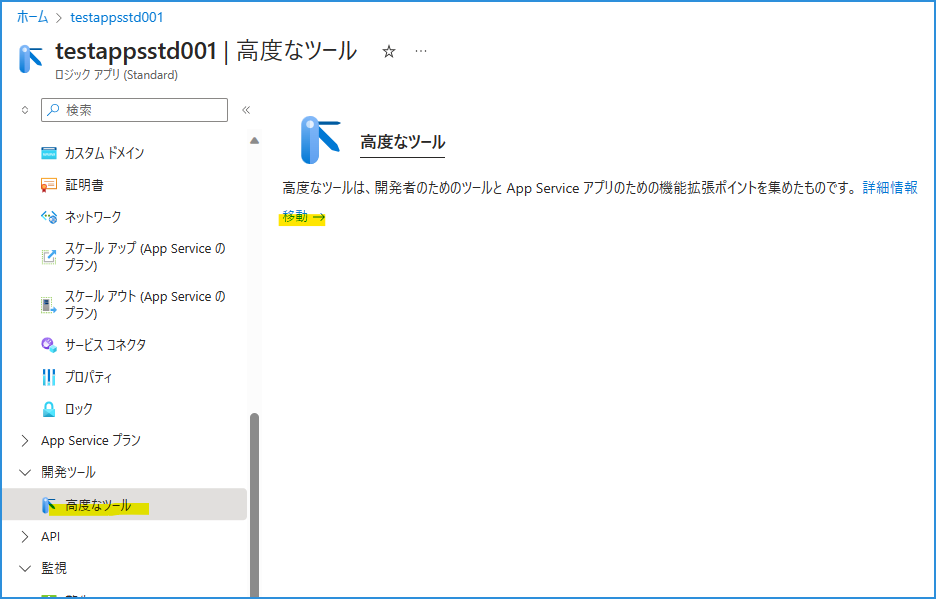 ホーム > testappsstd001
testappsstd001 | 高度なツール ☆ …
ロジック アプリ (Standard)
検索
«
カスタム ドメイン
証明書
ネットワーク
スケール アップ (App Service の
プラン)
スケール アウト (App Service の
プラン)
サービス コネクタ
プロパティ
ロック
App Service プラン
開発ツール
高度なツール
API
監視
高度なツール
高度なツールは、開発者のためのツールと App Service アプリのための機能拡張ポイントを集めたものです。 詳細情報
移動 →